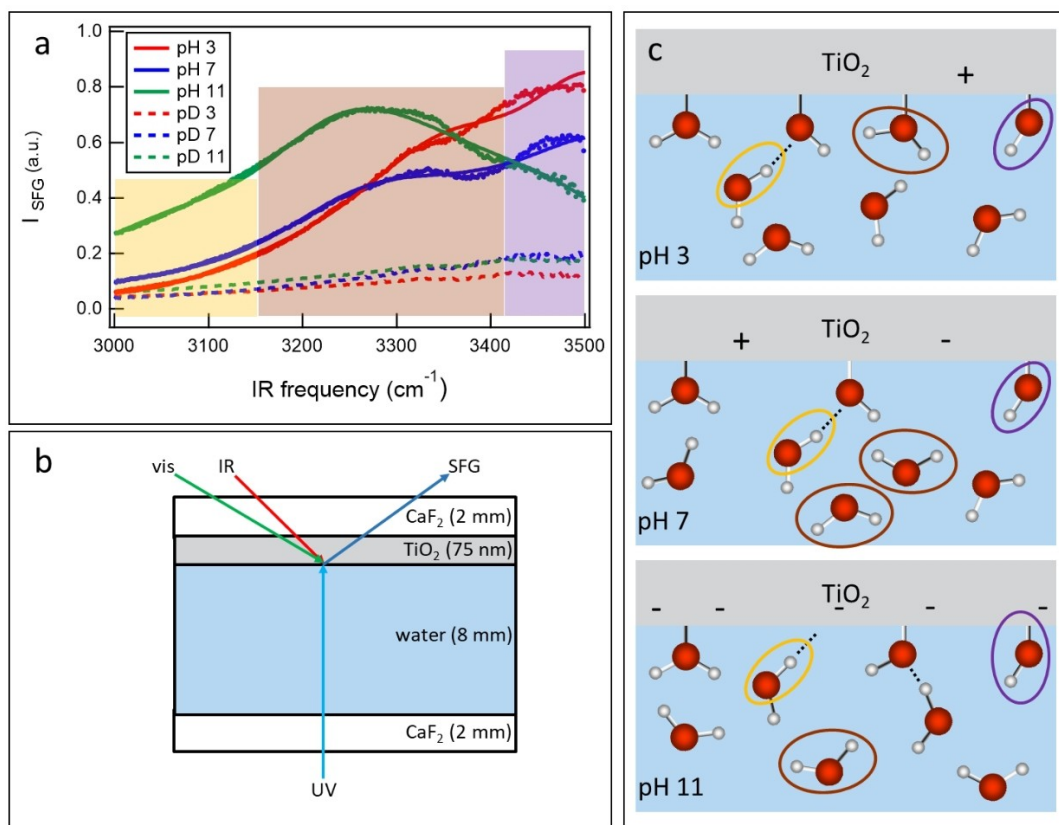 a
1.0
0.8
0.6
0.4
0.2
0.0
I SFG (a.u.)
pH 3
pH 7
pH 11
pD 3
pD 7
pD 11
3000 3100 3200 3300 3400 3500
IR frequency (cm⁻¹)
b
vis IR SFG
CaF₂ (2 mm)
TiO₂ (75 nm)
water (8 mm)
CaF₂ (2 mm)
UV
c
TiO₂
+
pH 3
TiO₂
+ -
pH 7
TiO₂
- - - - -
pH 11